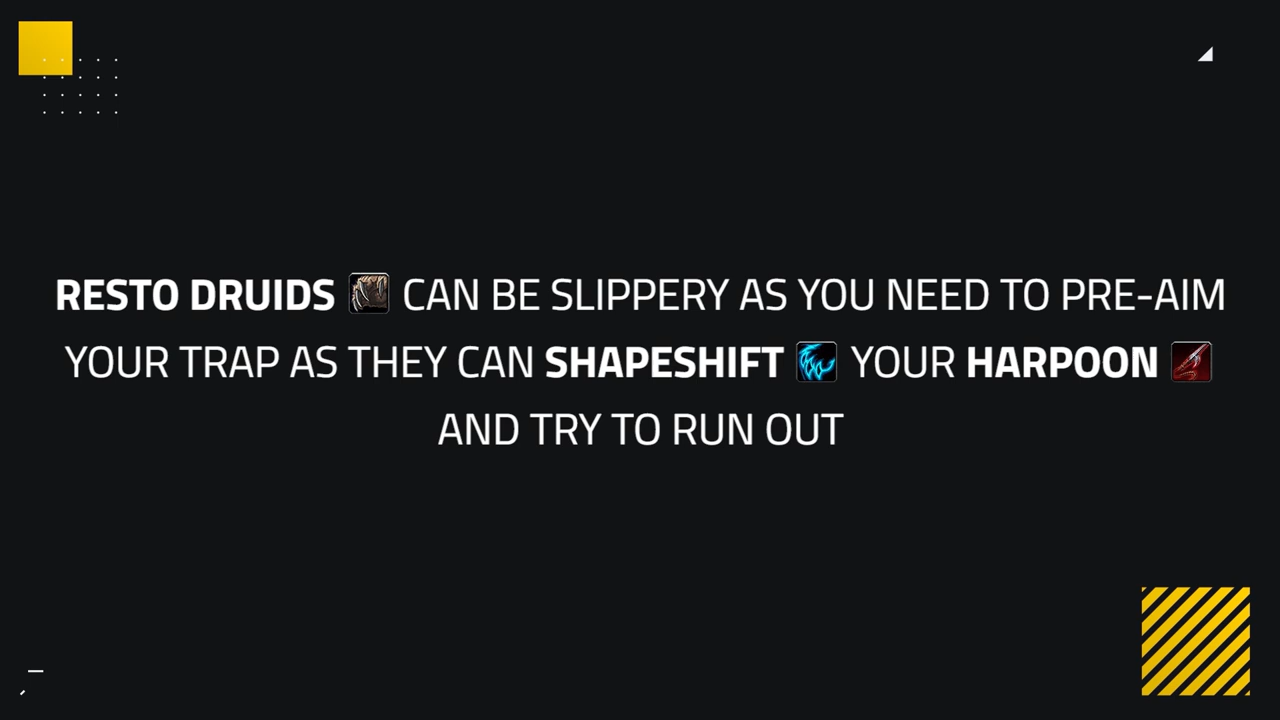 RESTO DRUIDS CAN BE SLIPPERY AS YOU NEED TO PRE-AIM
YOUR TRAP AS THEY CAN SHAPESHIFT YOUR HARPOON
AND TRY TO RUN OUT